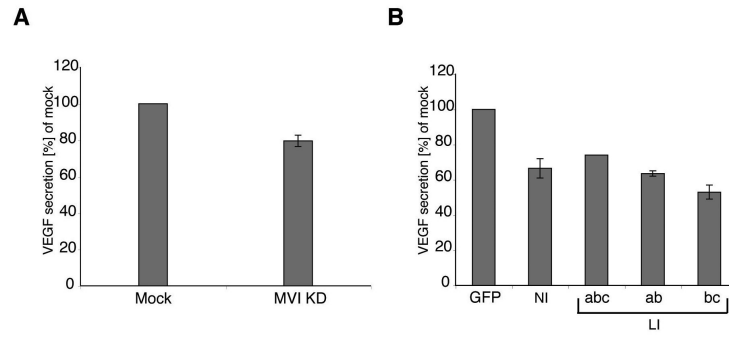 A
VEGF secretion [%] of mock
120
100
80
60
40
20
0
Mock MVI KD
B
VEGF secretion [%] of mock
120
100
80
60
40
20
0
GFP NI abc ab bc
LI